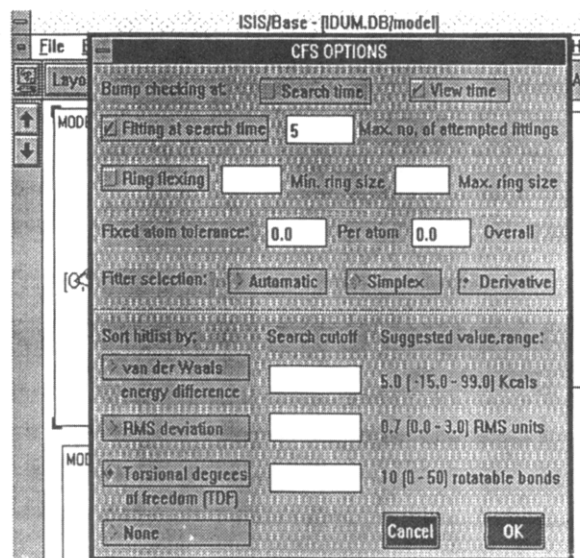 ISIS/Base - [IDUM.DB/model]
File
CFS OPTIONS
Layo
Bump checking at: Search time View time
MODE
Fitting at search time 5 Max. no. of attempted fittings
Ring flexing Min. ring size Max. ring size
Fixed atom tolerance: 0.0 Per atom 0.0 Overall
Fitter selection: Automatic Simplex Derivative
Sort hitlist by: Search cutoff Suggested value,range:
van der Waals
energy difference
5.0 [-15.0 - 99.0] Kcals
RMS deviation 0.7 [0.0 - 3.0] RMS units
MOD
Torsional degrees
of freedom [TDF]
10 [0 - 50] rotatable bonds
None Cancel OK